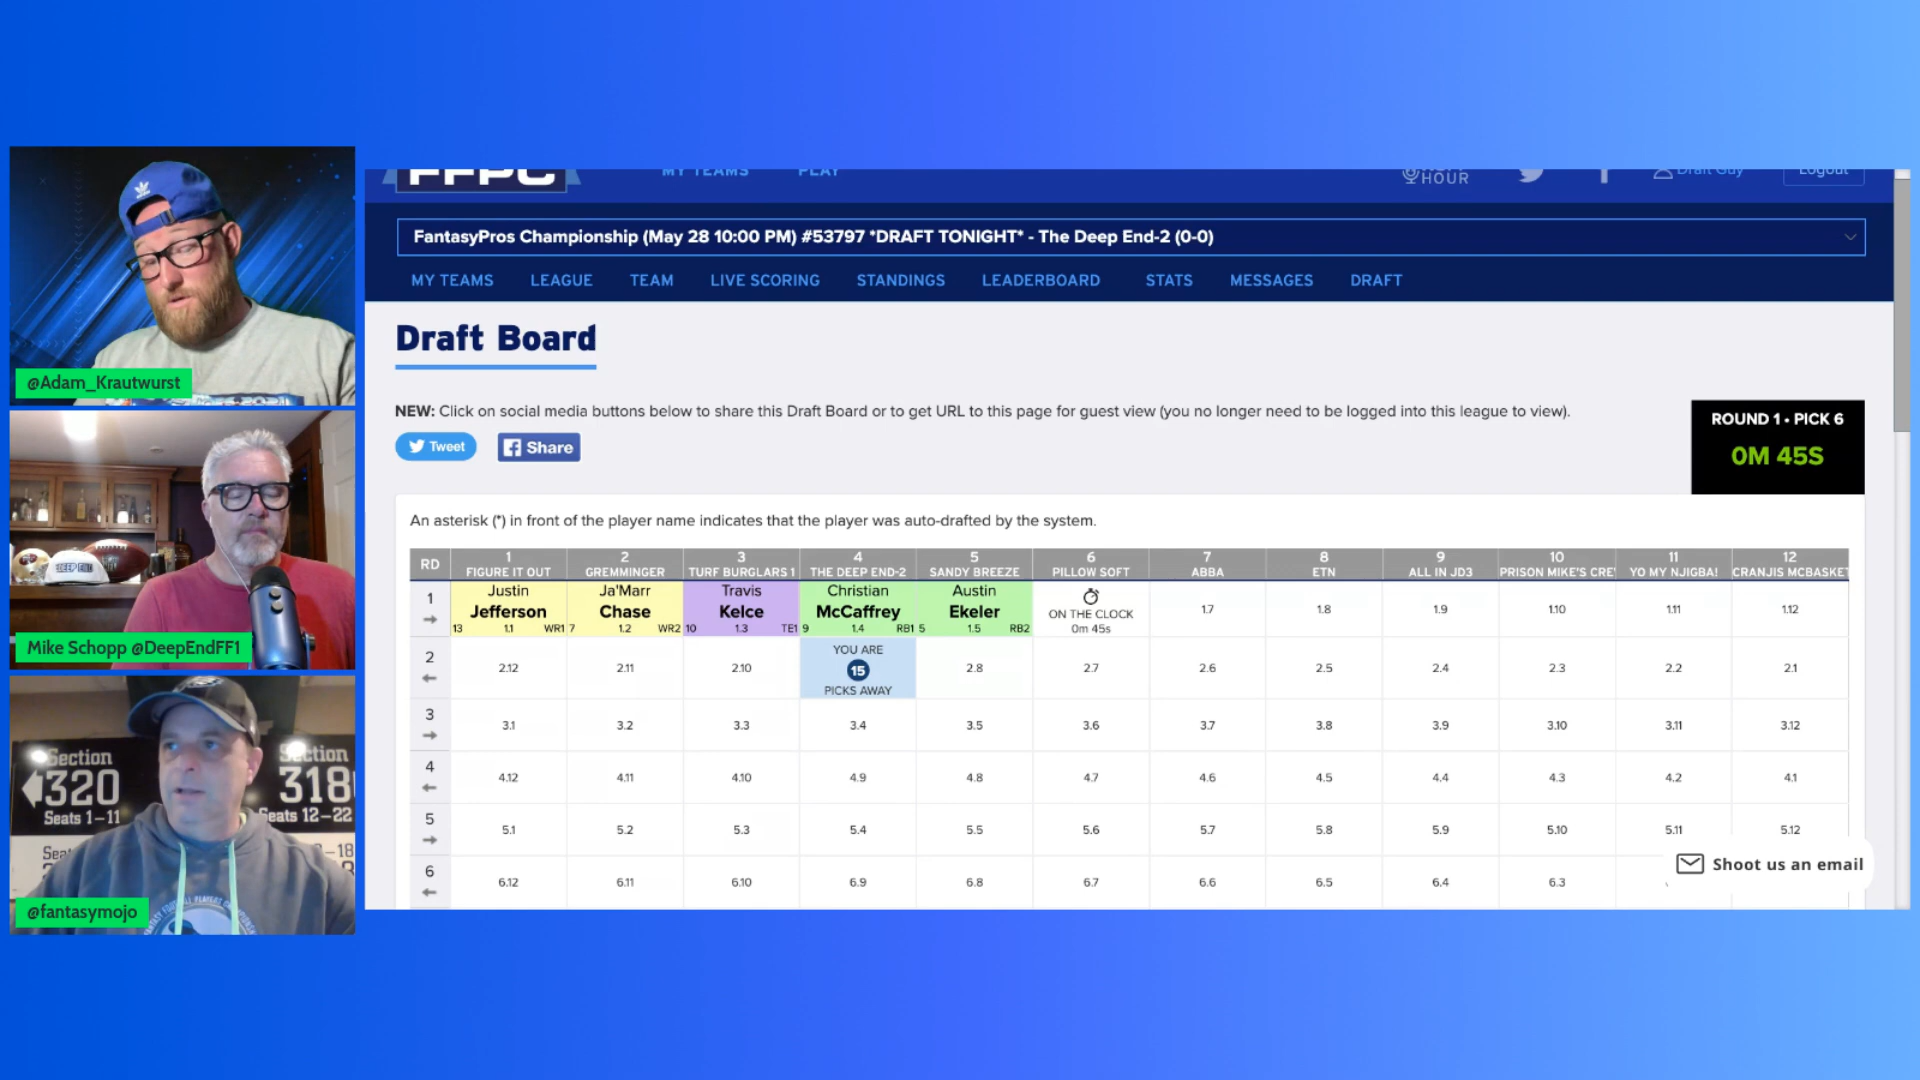 FFPC
MY TEAMS PLAY
HOUR
Draft Guy
Logout
FantasyPros Championship (May 28 10:00 PM) #53797 *DRAFT TONIGHT* - The Deep End-2 (0-0)
MY TEAMS LEAGUE TEAM LIVE SCORING STANDINGS LEADERBOARD STATS MESSAGES DRAFT
Draft Board
NEW: Click on social media buttons below to share this Draft Board or to get URL to this page for guest view (you no longer need to be logged into this league to view).
Tweet
Share
ROUND 1 • PICK 6
0M 45S
An asterisk (*) in front of the player name indicates that the player was auto-drafted by the system.
RD 1 2 3 4 5 6 7 8 9 10 11 12
FIGURE IT OUT GREMMINGER TURF BURGLARS 1 THE DEEP END-2 SANDY BREEZE PILLOW SOFT ABBA ETN ALL IN JD3 PRISON MIKE'S CRE YO MY NJIGBA! CRANJIS MCBASKET
1 Justin Ja'Marr Travis Christian Austin
Jefferson Chase Kelce McCaffrey Ekeler ON THE CLOCK 1.7 1.8 1.9 1.10 1.11 1.12
13 1.1 WR1 7 1.2 WR2 10 1.3 TE1 9 1.4 RB1 5 1.5 RB2 0m 45s
2 2.12 2.11 2.10 YOU ARE 15 PICKS AWAY 2.8 2.7 2.6 2.5 2.4 2.3 2.2 2.1
3 3.1 3.2 3.3 3.4 3.5 3.6 3.7 3.8 3.9 3.10 3.11 3.12
4 4.12 4.11 4.10 4.9 4.8 4.7 4.6 4.5 4.4 4.3 4.2 4.1
5 5.1 5.2 5.3 5.4 5.5 5.6 5.7 5.8 5.9 5.10 5.11 5.12
6 6.12 6.11 6.10 6.9 6.8 6.7 6.6 6.5 6.4 6.3
Shoot us an email
@Adam_Krautwurst
DEEP END
Mike Schopp @DeepEndFF1
Section
320
Seats 1-11
Section
318
Seats 12-22
@fantasymojo